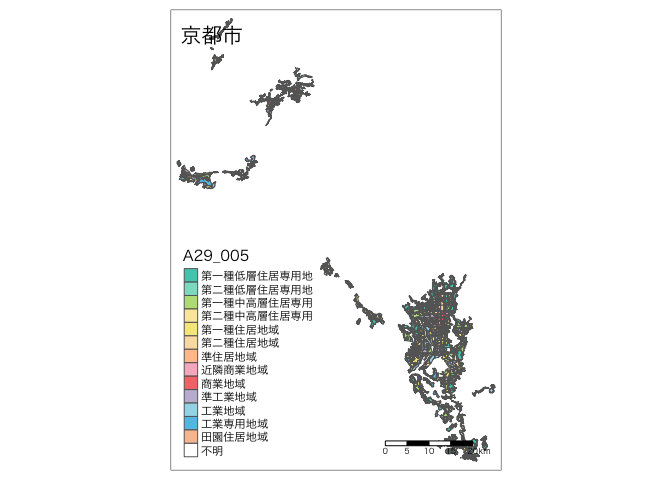 京都市
A29_005
第一種低層住居専用地
第二種低層住居専用地
第一種中高層住居専用
第二種中高層住居専用
第一種住居地域
第二種住居地域
準住居地域
近隣商業地域
商業地域
準工業地域
工業地域
工業専用地域
田園住居地域
不明
0 5 10 15 20km